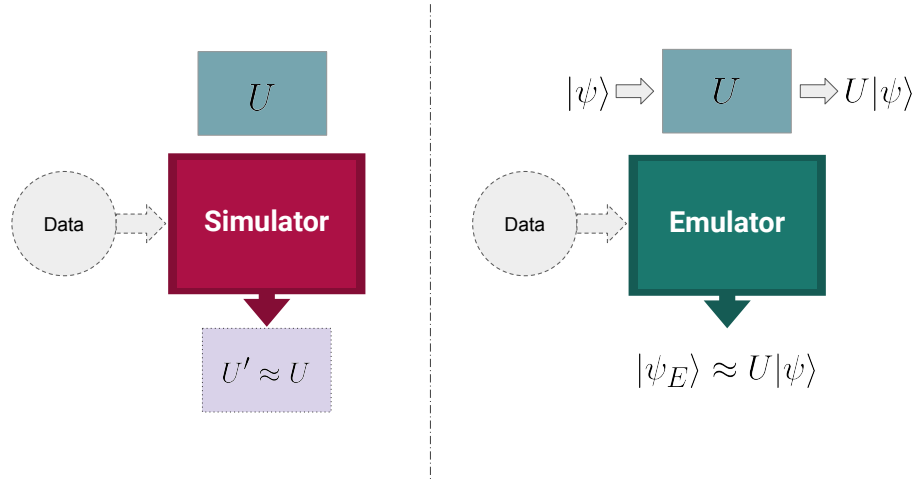 U
Data
Simulator
U′ ≈ U
|ψ⟩
U
U|ψ⟩
Data
Emulator
|ψ_E⟩ ≈ U|ψ⟩